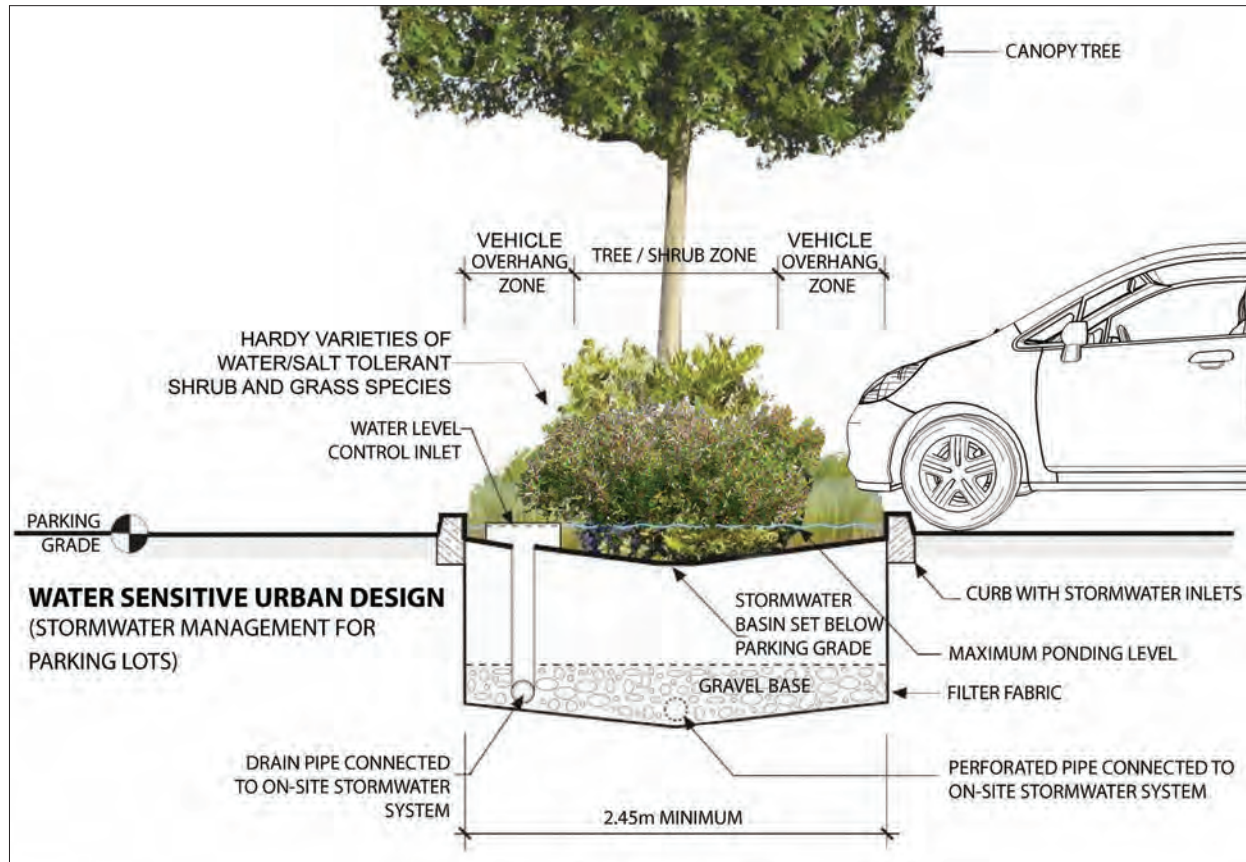 CANOPY TREE
VEHICLE
OVERHANG
ZONE
TREE / SHRUB ZONE
VEHICLE
OVERHANG
ZONE
HARDY VARIETIES OF
WATER/SALT TOLERANT
SHRUB AND GRASS SPECIES
WATER LEVEL
CONTROL INLET
PARKING
GRADE
WATER SENSITIVE URBAN DESIGN
(STORMWATER MANAGEMENT FOR
PARKING LOTS)
STORMWATER
BASIN SET BELOW
PARKING GRADE
CURB WITH STORMWATER INLETS
MAXIMUM PONDING LEVEL
GRAVEL BASE
FILTER FABRIC
DRAIN PIPE CONNECTED
TO ON-SITE STORMWATER
SYSTEM
PERFORATED PIPE CONNECTED TO
ON-SITE STORMWATER SYSTEM
2.45m MINIMUM